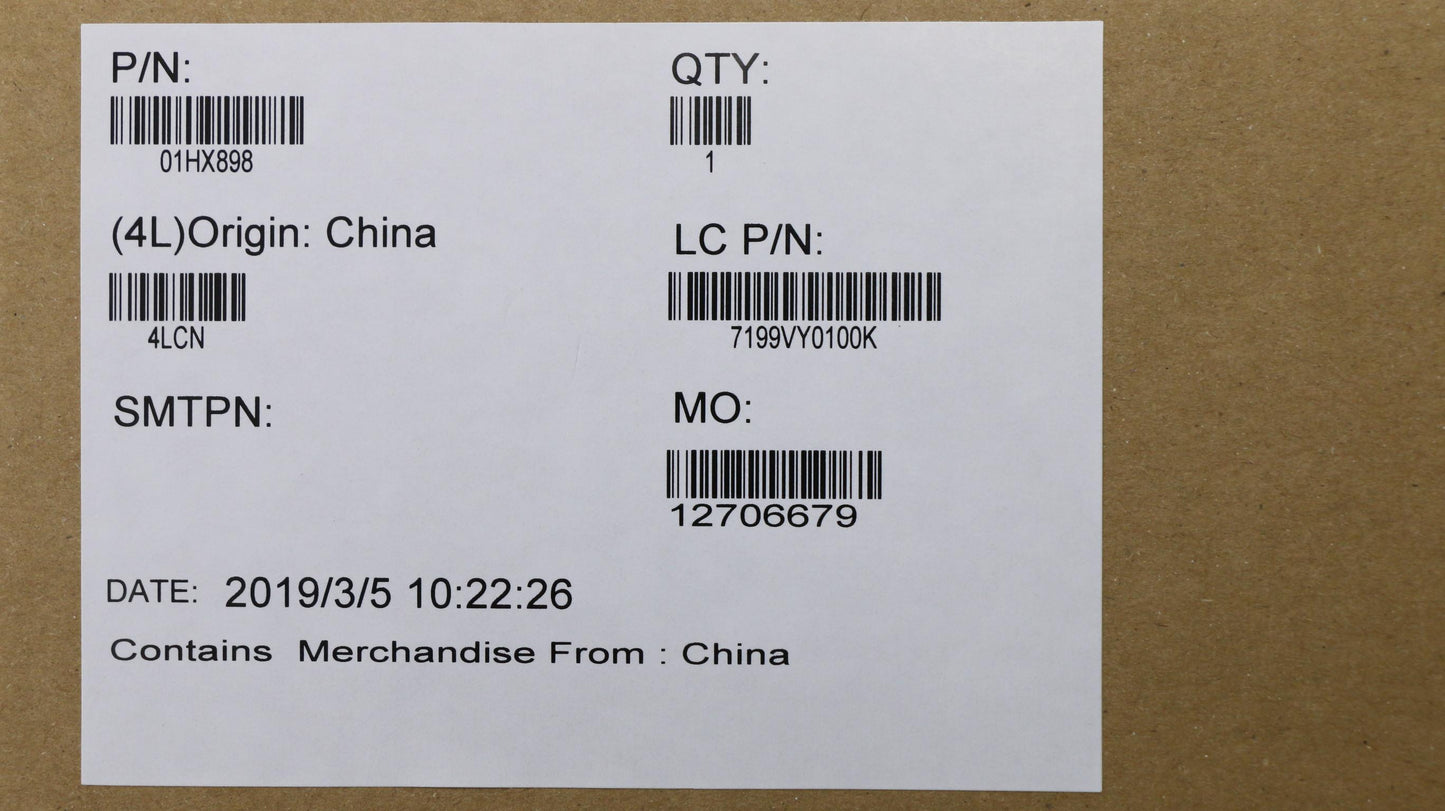 P/N:
QTY:
01HX898
1
(4L)Origin: China
LC P/N:
4LCN
7199VY0100K
SMTPN:
MO:
12706679
DATE: 2019/3/5 10:22:26
Contains Merchandise From : China